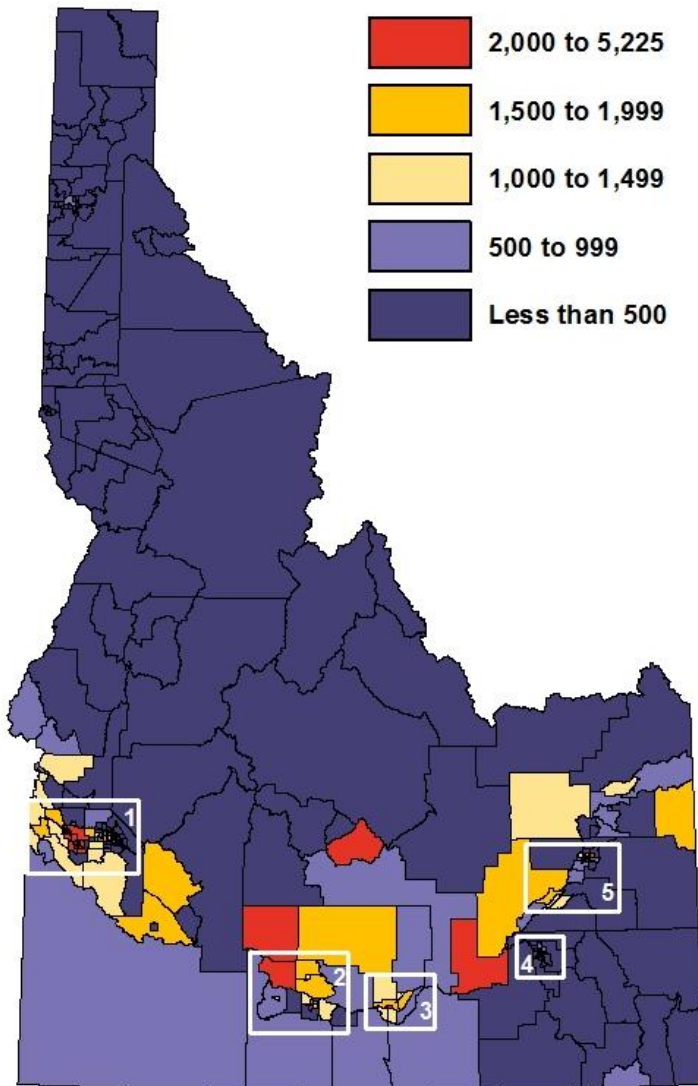 2,000 to 5,225
1,500 to 1,999
1,000 to 1,499
500 to 999
Less than 500
1
5
4
2
3